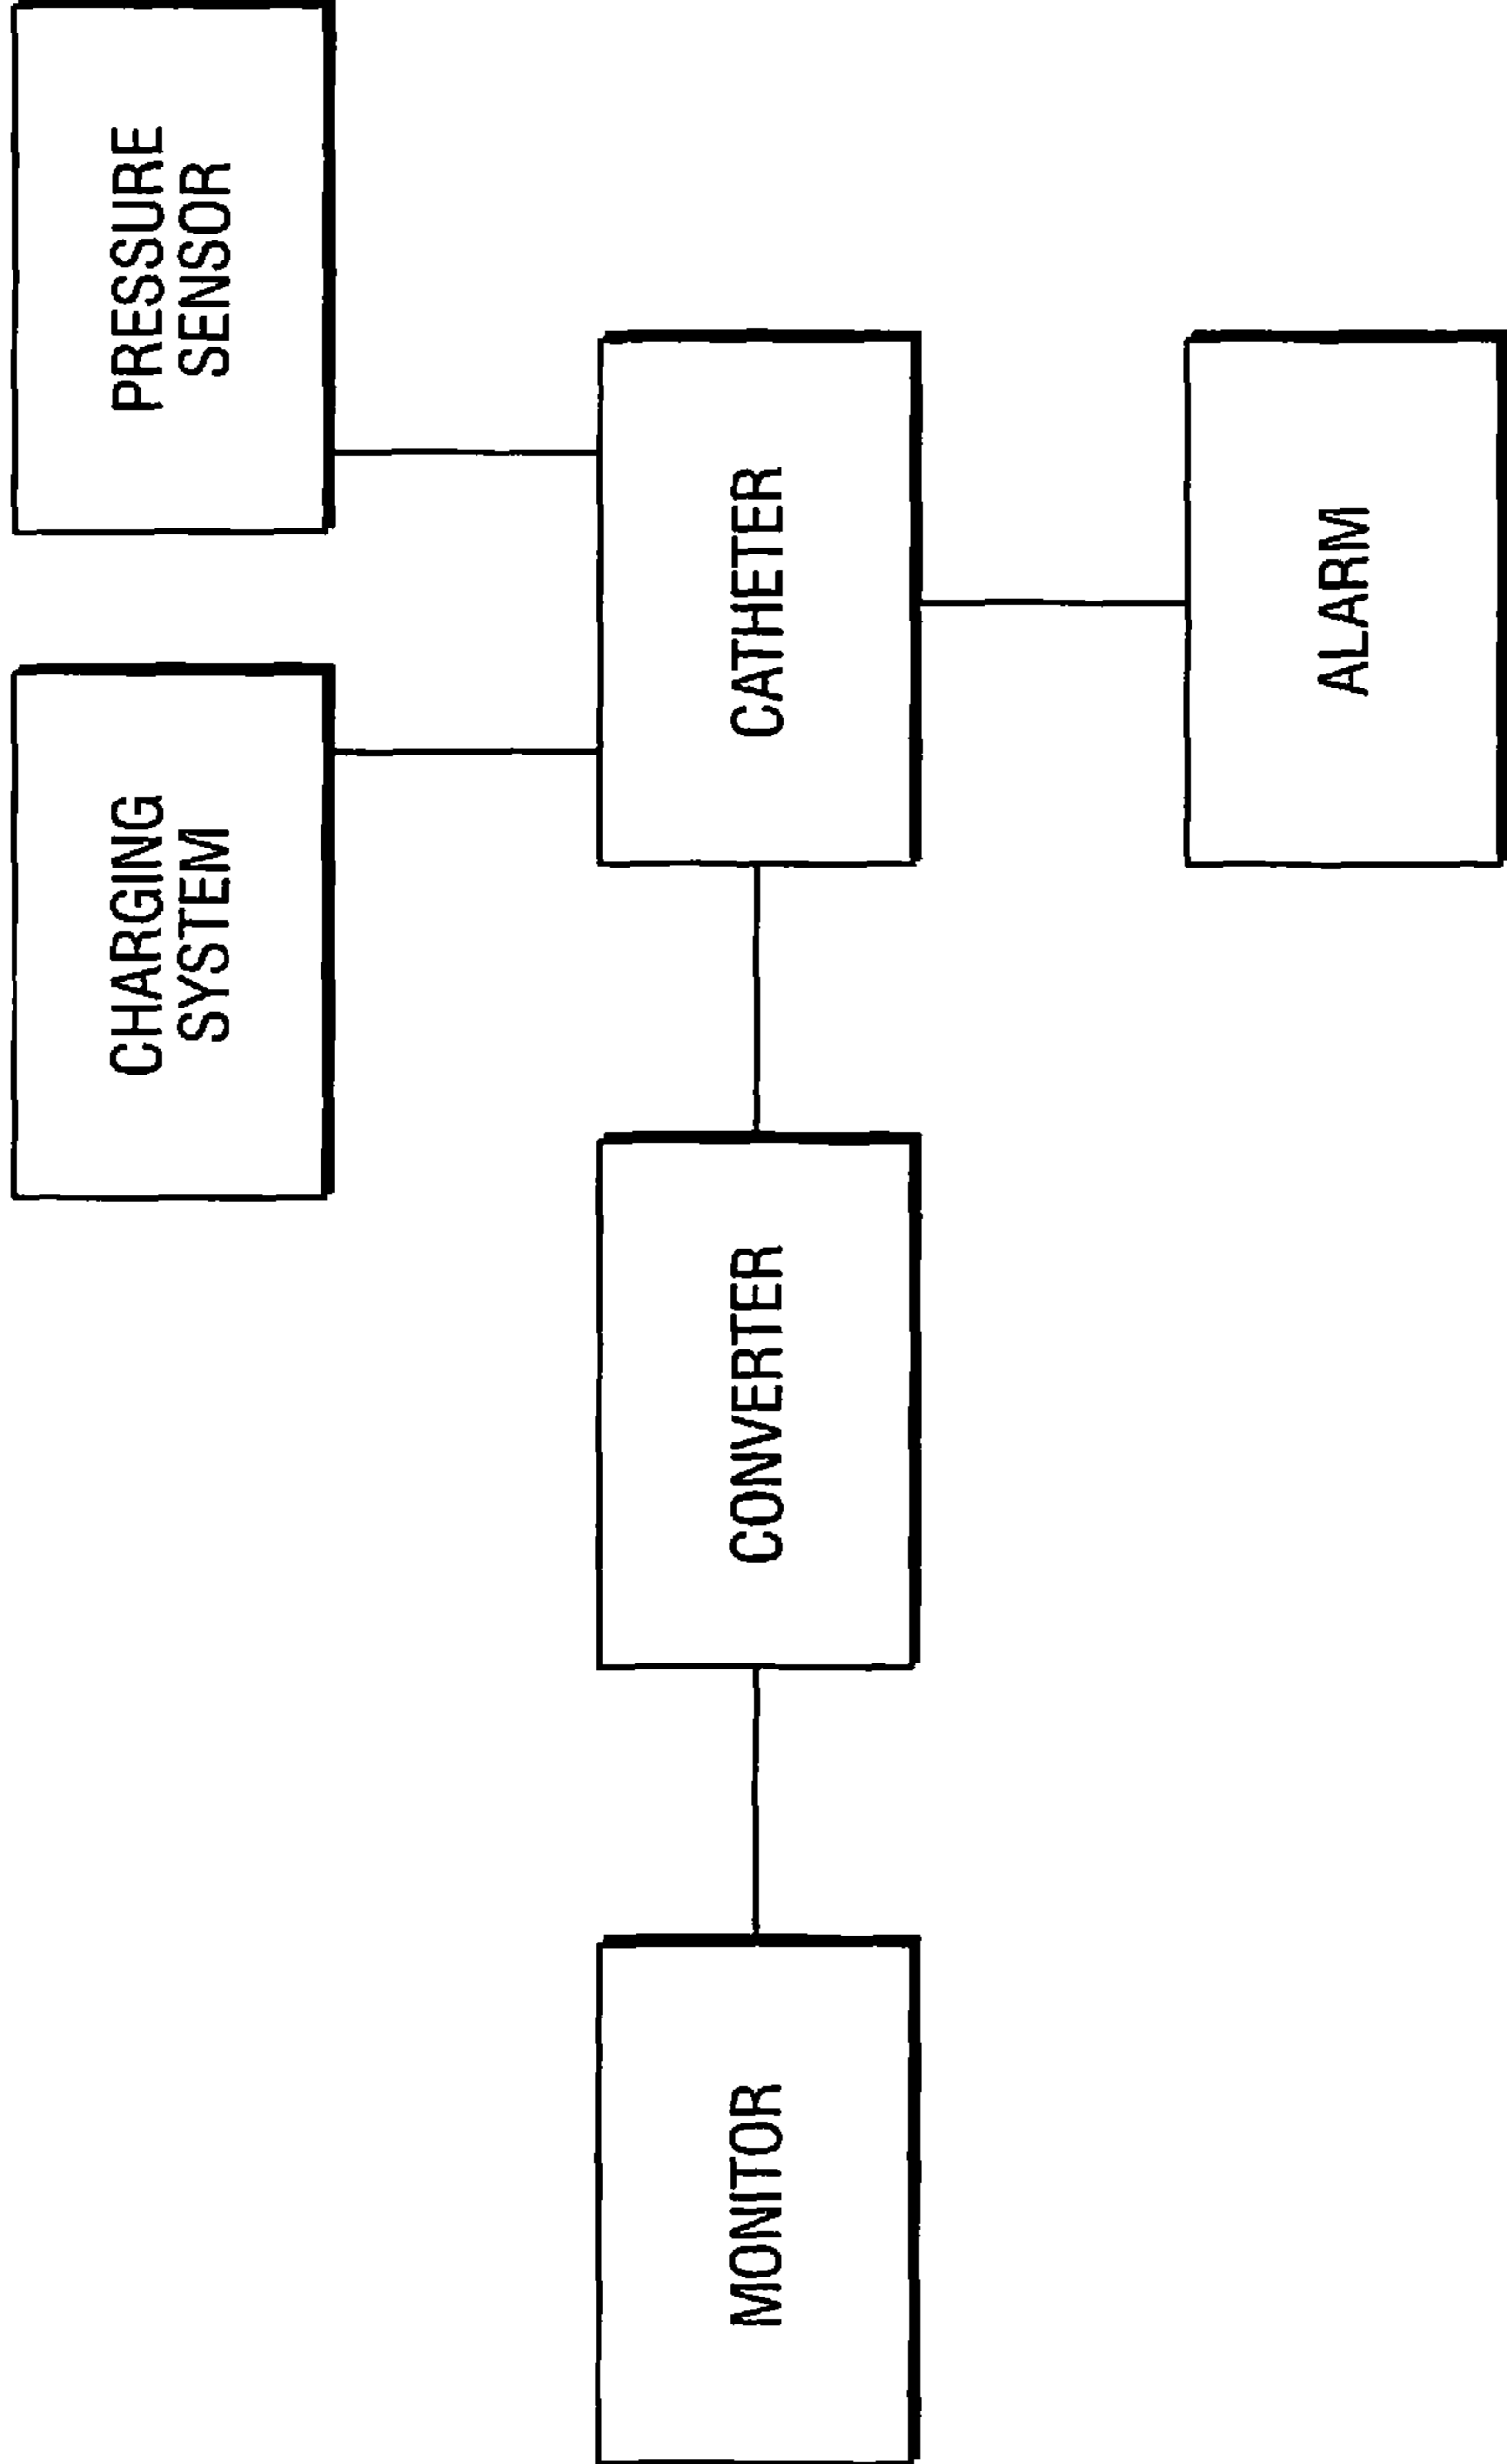 CHARGING
SYSTEM
PRESSURE
SENSOR
MONITOR
CONVERTER
CATHETER
ALARM